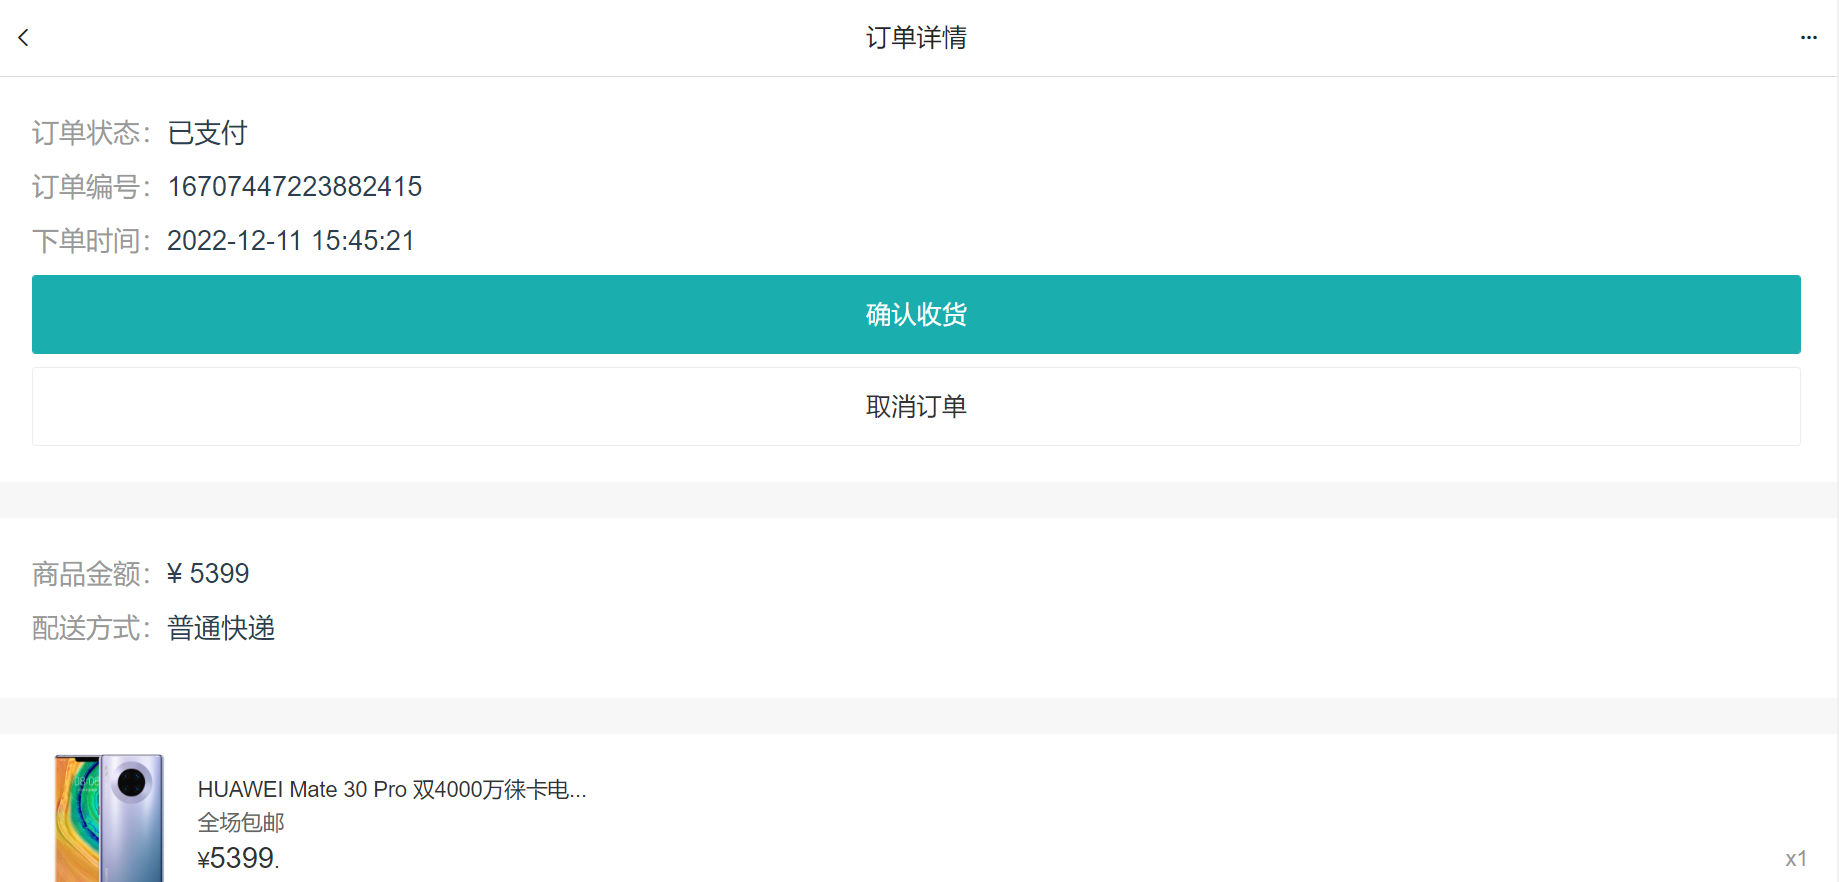 订单详情
订单状态：已支付
订单编号：16707447223882415
下单时间：2022-12-11 15:45:21
确认收货
取消订单
商品金额：¥ 5399
配送方式：普通快递
HUAWEI Mate 30 Pro 双4000万徕卡电...
全场包邮
¥5399.
x1